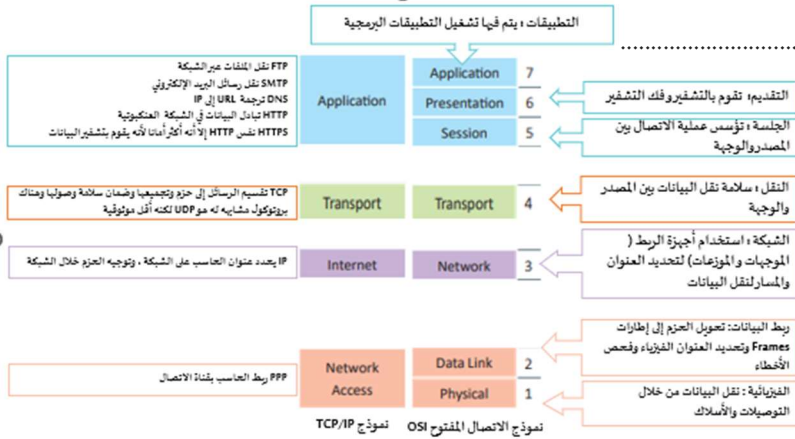 التطبيقات : يتم فيها تشغيل التطبيقات البرمجية
FTP نقل الملفات عبر الشبكة
SMTP نقل رسائل البريد الإلكتروني
DNS ترجمة URL إلى IP
HTTP تبادل البيانات في الشبكة العنكبوتية
HTTPS نفس HTTP إلا أنه أكثر أمانا لأنه يقوم بتشفير البيانات
Application
Application 7
Presentation 6
Session 5
التقديم: تقوم بالتشفير وفك التشفير
الجلسة : تؤسس عملية الاتصال بين
المصدر والوجهة
TCP تقسيم الرسائل إلى حزم وتجميعها وضمان سلامة وصولها وهناك
بروتوكول مشابه له هو UDP لكنه أقل موثوقية
Transport
Transport 4
النقل : سلامة نقل البيانات بين المصدر
والوجهة
IP يحدد عنوان الحاسب على الشبكة ، وتوجيه الحزم خلال الشبكة
Internet
Network 3
الشبكة : استخدام أجهزة الربط (
الموجهات والموزعات) لتحديد العنوان
والمسار لنقل البيانات
PPP ربط الحاسب بقناة الاتصال
Network
Access
Data Link 2
Physical 1
ربط البيانات: تحويل الحزم إلى إطارات
Frames وتحديد العنوان الفيزياء وفحص
الأخطاء
الفيزيائية : نقل البيانات من خلال
التوصيلات والأسلاك
نموذج الاتصال المفتوح OSI
نموذج TCP/IP